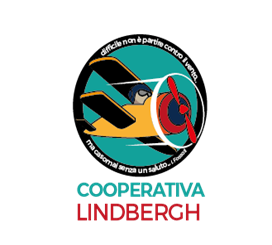 difficile non è partire contro il vento...
ma casomai senza un saluto...
COOPERATIVA
LINDBERGH